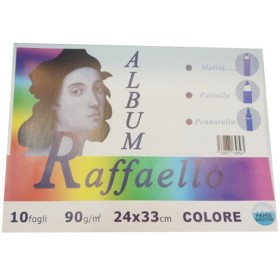 ALBUM
Matita
Pastello
Pennarello
Raffaello
10 fogli 90g/m² 24x33cm COLORE